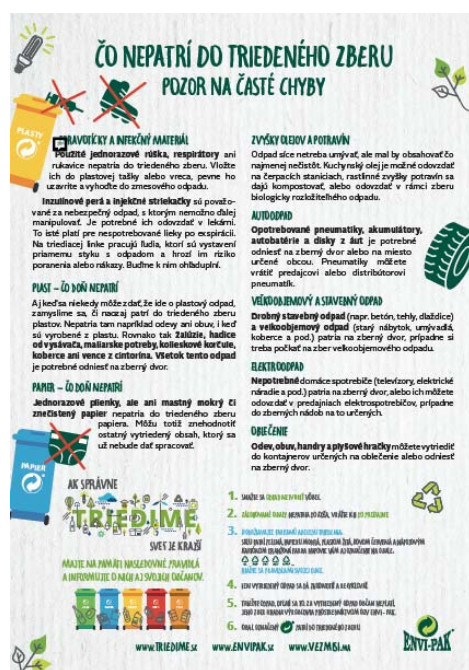 ČO NEPATRÍ DO TRIEDENÉHO ZBERU
POZOR NA ČASTÉ CHYBY
PLASTY
ZDRAVOTÍCKY A INFEKČNÝ MATERIÁL
Použité jednorazové rúška, respirátory ani
rukavice nepatria do triedeného zberu. Vložte
ich do plastovej tašky alebo vreca, pevne ho
uzavrite a vyhoďte do zmesového odpadu.
Inzulínové perá a injekčné striekačky sú považo-
vané za nebezpečný odpad, s ktorým nemožno ďalej
manipulovať. Je potrebné ich odovzdať v lekárni.
To isté platí pre nespotrebované lieky po exspirácii.
Na triediacej linke pracujú ľudia, ktorí sú vystavení
priamemu styku s odpadom a hrozí im riziko
poranenia alebo nákazy. Buďme k nim ohľaduplní.
PLAST – ČO DOŇ NEPATRÍ
Aj keď sa niekedy môže zdať, že ide o plastový odpad,
zamyslime sa, či naozaj patrí do triedeného zberu
plastov. Nepatria tam napríklad odevy ani obuv, i keď
sú vyrobené z plastu. Rovnako tak žalúzie, hadice
od vysávača, maliarske potreby, kolieskové korčule,
koberce ani vence z cintorína. Všetok tento odpad
je potrebné odniesť na zberný dvor.
PAPIER – ČO DOŇ NEPATRÍ
Jednorazové plienky, ale ani mastný mokrý či
znečistený papier nepatria do triedeného zberu
papiera. Môžu totiž znehodnotiť
ostatný vytriedený obsah, ktorý sa
už nebude dať spracovať.
PAPIER
ZVYŠKY OLEJOV A POTRAVÍN
Odpad síce netreba umývať, ale mal by obsahovať čo
najmenej nečistôt. Kuchynský olej je možné odovzdať
na čerpacích staniciach, rastlinné zvyšky potravín sa
dajú kompostovať, alebo odovzdať v rámci zberu
biologicky rozložiteľného odpadu.
AUTOODPAD
Opotrebované pneumatiky, akumulátory,
autobatérie a disky z áut je potrebné
odniesť na zberný dvor alebo na miesto
určené obcou. Pneumatiky môžete
vrátiť predajcovi alebo distribútorovi
pneumatík.
VEĽKOOBJEMOVÝ A STAVEBNÝ ODPAD
Drobný stavebný odpad (napr. betón, tehly, dlaždice)
a veľkoobjemový odpad (starý nábytok, umývadlá,
koberce a pod.) patria na zberný dvor, prípadne si
treba počkať na zber veľkoobjemového odpadu.
ELEKTROODPAD
Nepotrebné domáce spotrebiče (televízory, elektrické
náradie a pod.) patria na zberný dvor, alebo ich môžete
odovzdať v predajniach elektrospotrebičov, prípadne
do zberných nádob na to určených.
OBLEČENIE
Odev, obuv, handry a plyšové hračky môžete vytriediť
do kontajnerov určených na oblečenie alebo odniesť
na zberný dvor.
AK SPRÁVNE
TRIEDIME
SVET JE KRAJŠÍ
MAJTE NA PAMÄTI NASLEDOVNÉ PRAVIDLÁ
A INFORMUJTE O NICH AJ SVOJICH OBČANOV.
1.
2.
3.
4.
5.
6.
www.TRIEDIME.sk www.ENVIPAK.sk www.VEZMISI.ma
ENVI-PAK